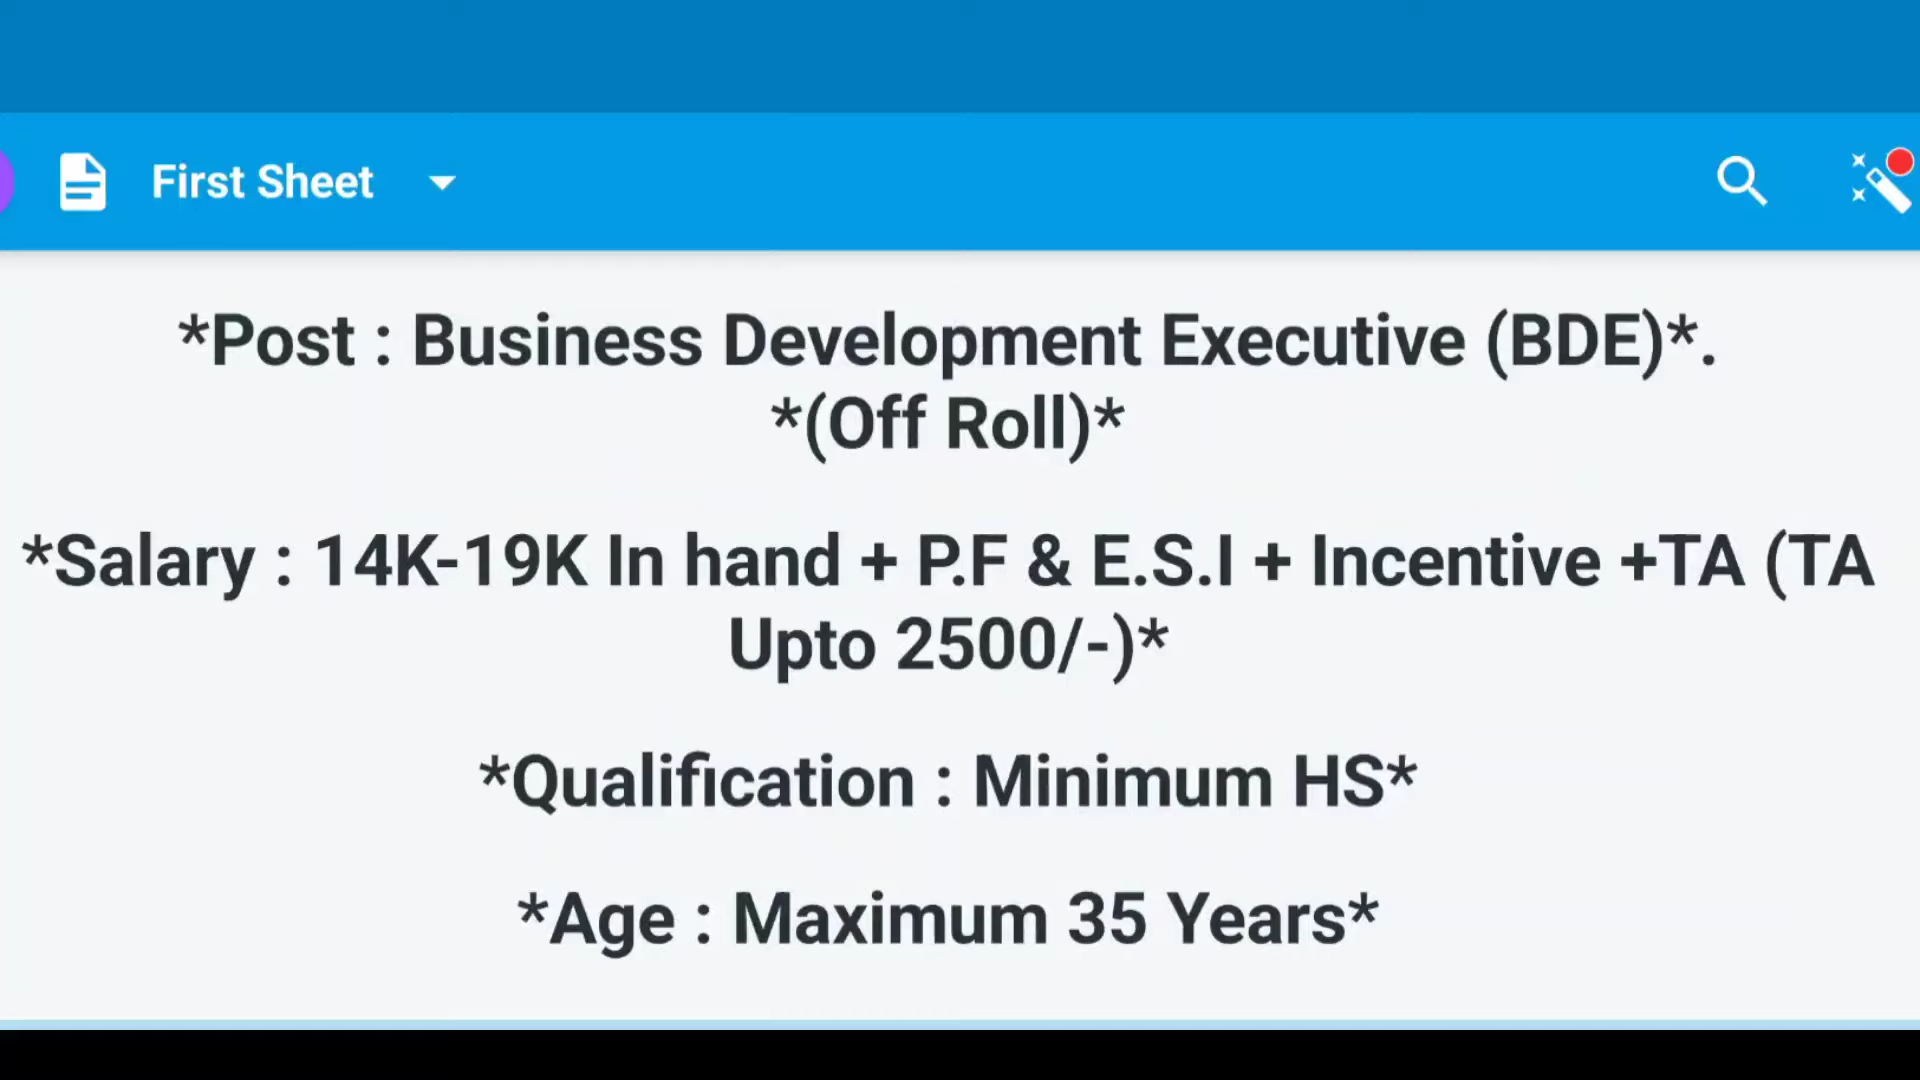 First Sheet
*Post : Business Development Executive (BDE)*.
*(Off Roll)*
*Salary : 14K-19K In hand + P.F & E.S.I + Incentive +TA (TA
Upto 2500/-)*
*Qualification : Minimum HS*
*Age : Maximum 35 Years*